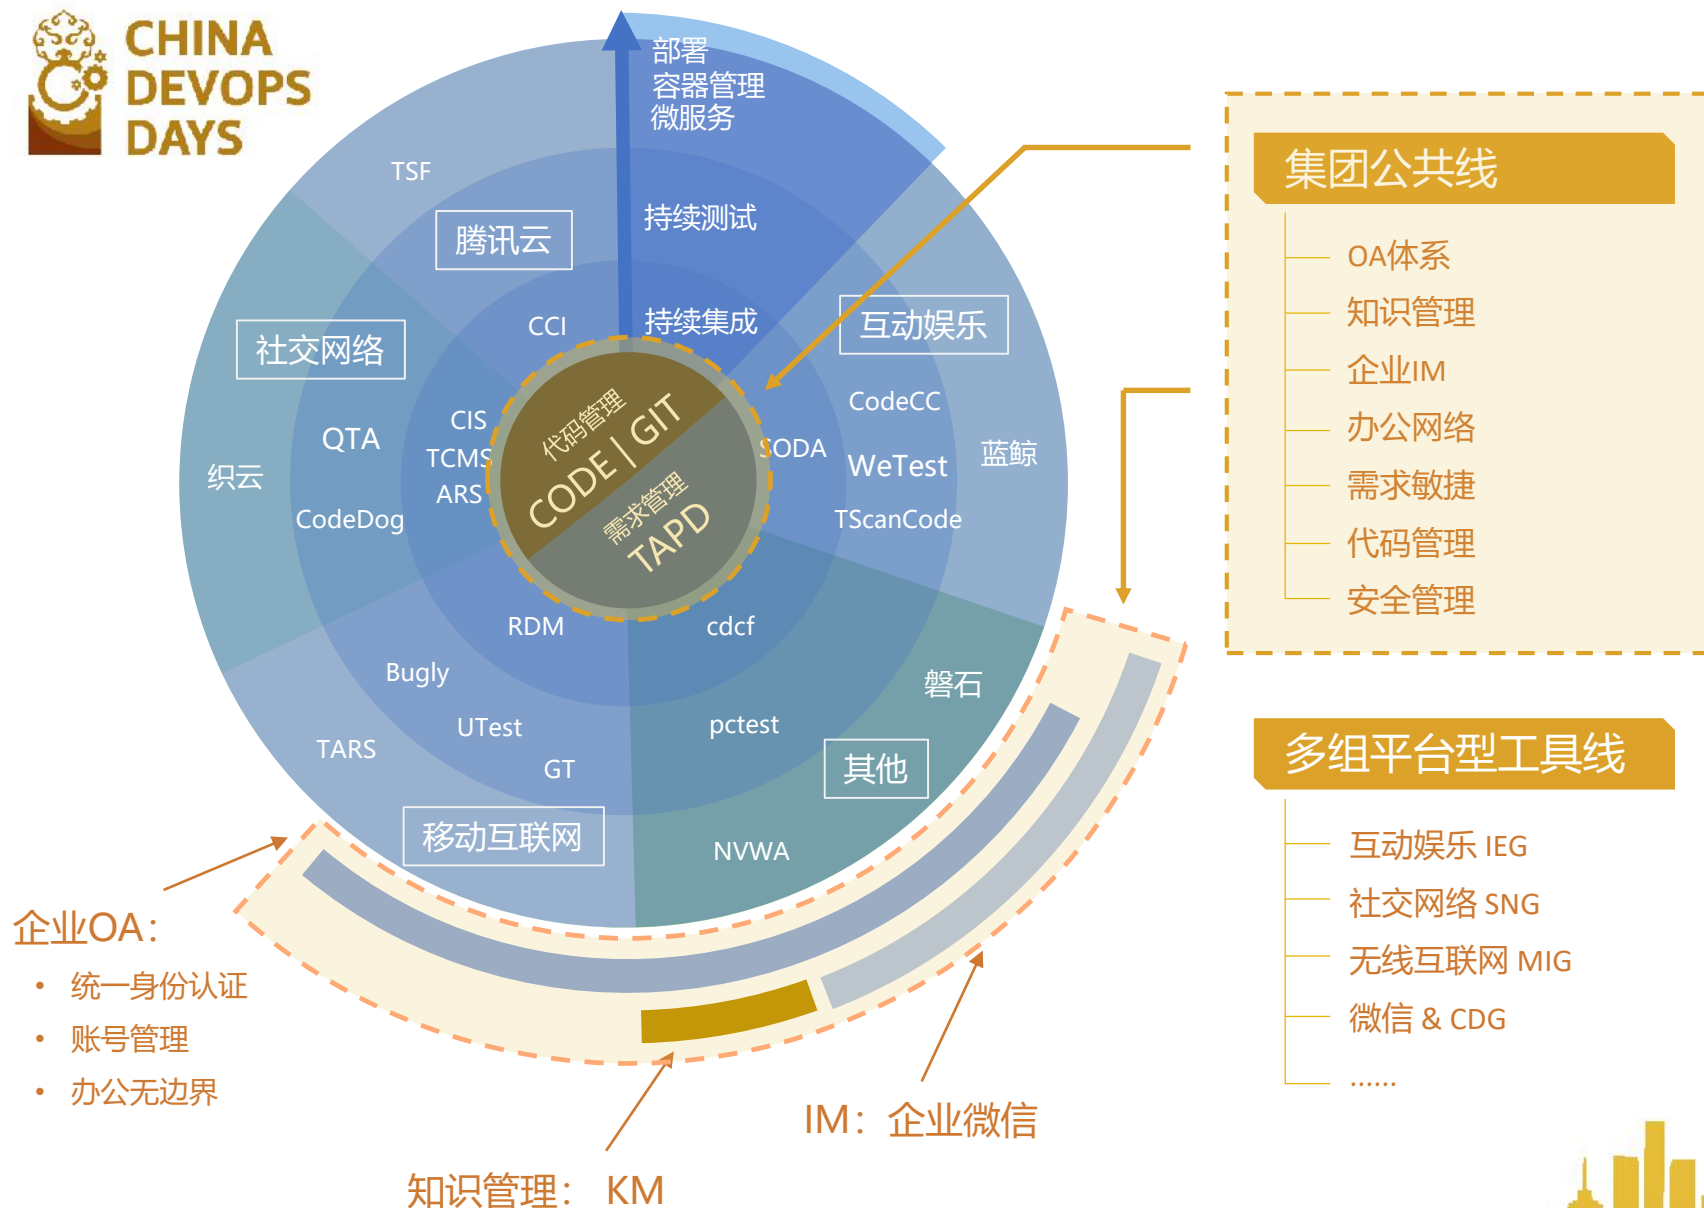 CHINA
DEVOPS
DAYS
部署
容器管理
微服务
持续测试
持续集成
TSF
腾讯云
CCI
社交网络
QTA
织云
CodeDog
CIS
TCMS
ARS
代码管理
CODE | GIT
需求管理
TAPD
互动娱乐
CodeCC
SODA
WeTest
蓝鲸
TScanCode
RDM
Bugly
UTest
TARS
GT
移动互联网
cdcf
磐石
pctest
其他
NVWA
集团公共线
OA体系
知识管理
企业IM
办公网络
需求敏捷
代码管理
安全管理
多组平台型工具线
互动娱乐 IEG
社交网络 SNG
无线互联网 MIG
微信 & CDG
......
企业OA：
• 统一身份认证
• 账号管理
• 办公无边界
IM：企业微信
知识管理： KM